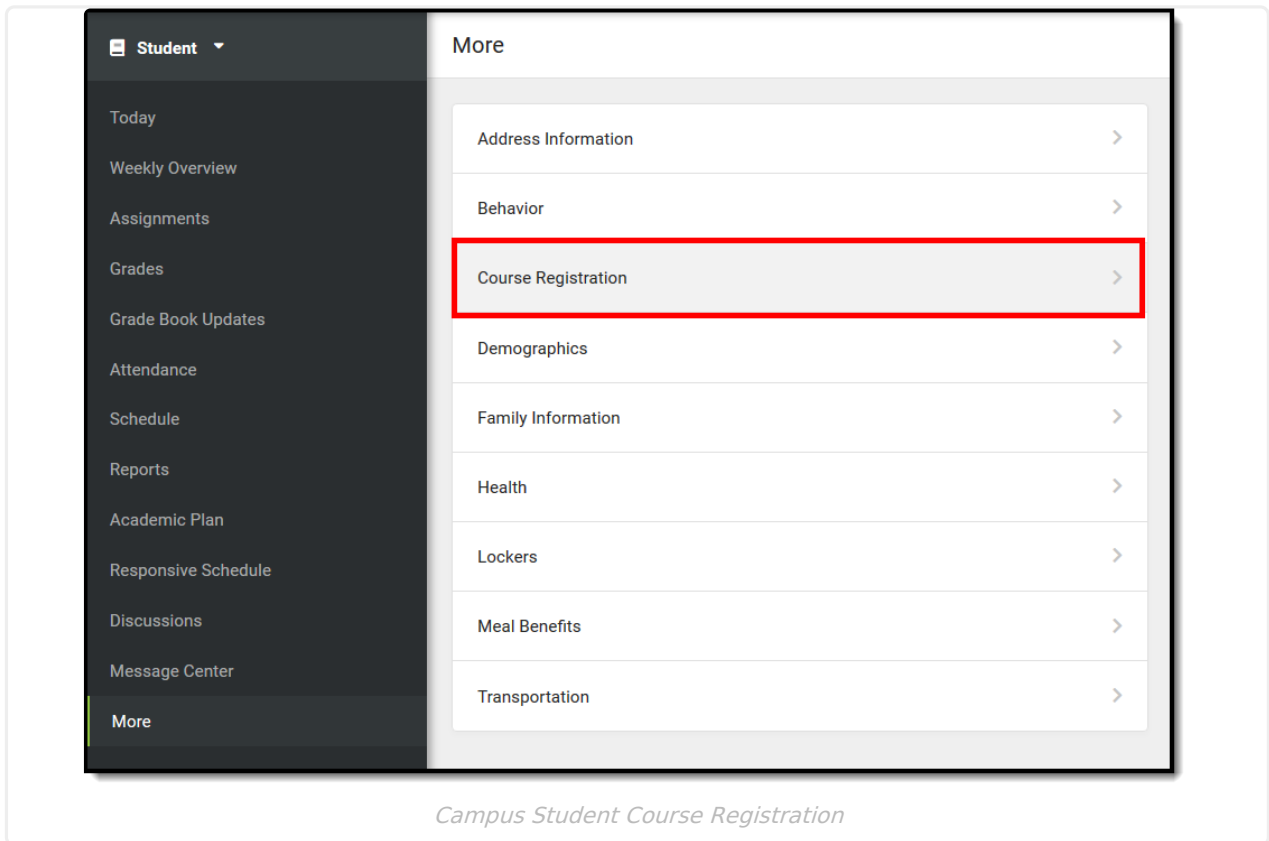 Student
Today
Weekly Overview
Assignments
Grades
Grade Book Updates
Attendance
Schedule
Reports
Academic Plan
Responsive Schedule
Discussions
Message Center
More
More
Address Information
Behavior
Course Registration
Demographics
Family Information
Health
Lockers
Meal Benefits
Transportation
Campus Student Course Registration